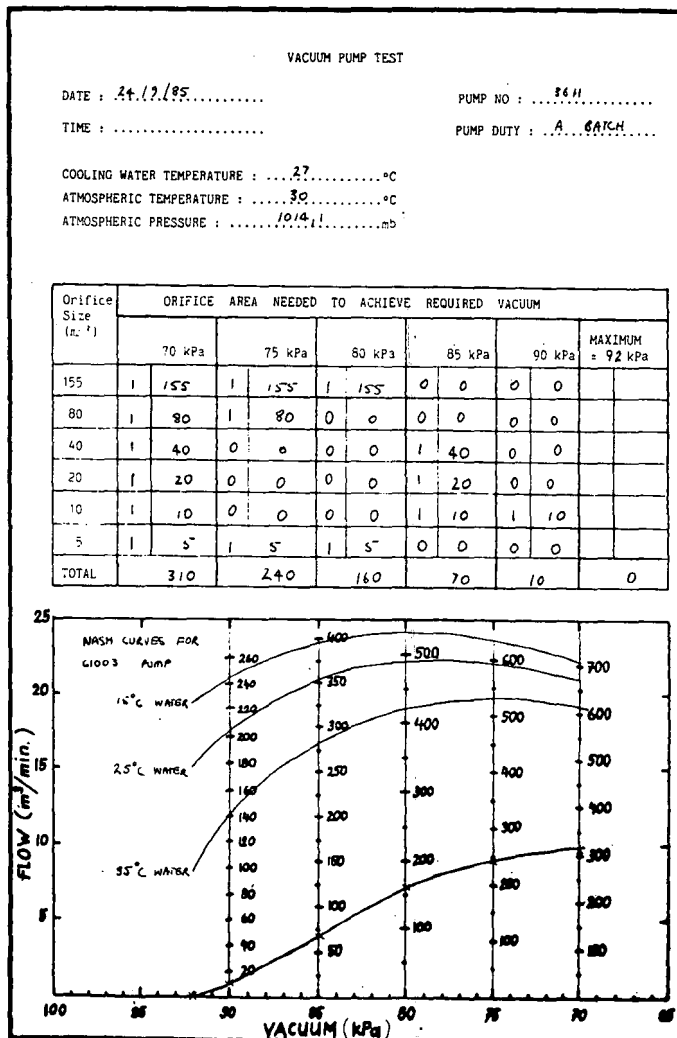 VACUUM PUMP TEST
DATE : 24/9/85
PUMP NO : 3611
TIME :
PUMP DUTY : A BATCH
COOLING WATER TEMPERATURE : 27 °C
ATMOSPHERIC TEMPERATURE : 30 °C
ATMOSPHERIC PRESSURE : 1014,1 mb
Orifice Size ORIFICE AREA NEEDED TO ACHIEVE REQUIRED VACUUM
70 kPa 75 kPa 80 kPa 85 kPa 90 kPa MAXIMUM = 92 kPa
155 1 155 1 155 1 155 0 0 0 0
80 1 80 1 80 0 0 0 0 0 0
40 1 40 0 0 0 0 1 40 0 0
20 1 20 0 0 0 0 1 20 0 0
10 1 10 0 0 0 0 1 10 1 10
5 1 5 1 5 1 5 0 0 0 0
TOTAL 310 240 160 70 10 0
NASH CURVES FOR
PUMP
15°C WATER
25°C WATER
35°C WATER
FLOW (m³/min.)
25
20
15
10
5
260
240
220
200
180
160
140
120
100
80
60
40
20
400
350
300
250
200
150
100
50
500
400
300
200
100
600
500
400
300
200
100
700
600
500
400
300
200
100
100 95 90 85 80 75 70 65
VACUUM (kPa)